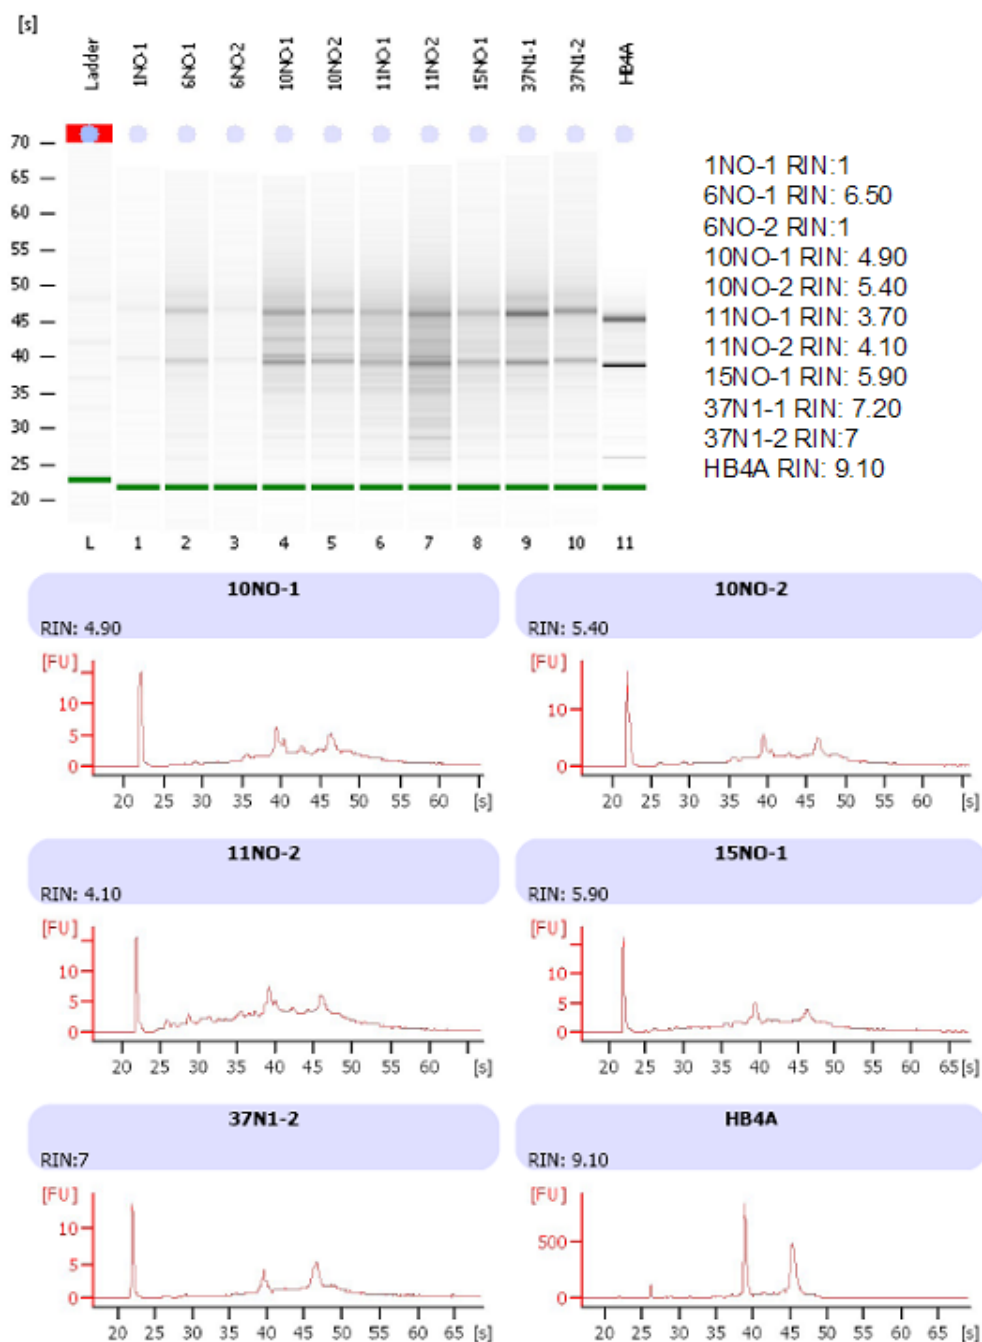 [s]
Ladder 1NO-1 6NO-1 6NO-2 10NO-1 10NO-2 11NO-1 11NO-2 15NO-1 37N1-1 37N1-2 HB4A
70
65
60
55
50
45
40
35
30
25
20
L 1 2 3 4 5 6 7 8 9 10 11
1NO-1 RIN:1
6NO-1 RIN: 6.50
6NO-2 RIN:1
10NO-1 RIN: 4.90
10NO-2 RIN: 5.40
11NO-1 RIN: 3.70
11NO-2 RIN: 4.10
15NO-1 RIN: 5.90
37N1-1 RIN: 7.20
37N1-2 RIN:7
HB4A RIN: 9.10
10NO-1
RIN: 4.90
[FU]
10
5
0
20 25 30 35 40 45 50 55 60 [s]
10NO-2
RIN: 5.40
[FU]
10
0
20 25 30 35 40 45 50 55 60 [s]
11NO-2
RIN: 4.10
[FU]
10
5
0
20 25 30 35 40 45 50 55 60 [s]
15NO-1
RIN: 5.90
[FU]
10
5
0
20 25 30 35 40 45 50 55 60 65 [s]
37N1-2
RIN:7
[FU]
10
5
0
20 25 30 35 40 45 50 55 60 65 [s]
HB4A
RIN: 9.10
[FU]
500
0
20 25 30 35 40 45 50 55 60 65 [s]